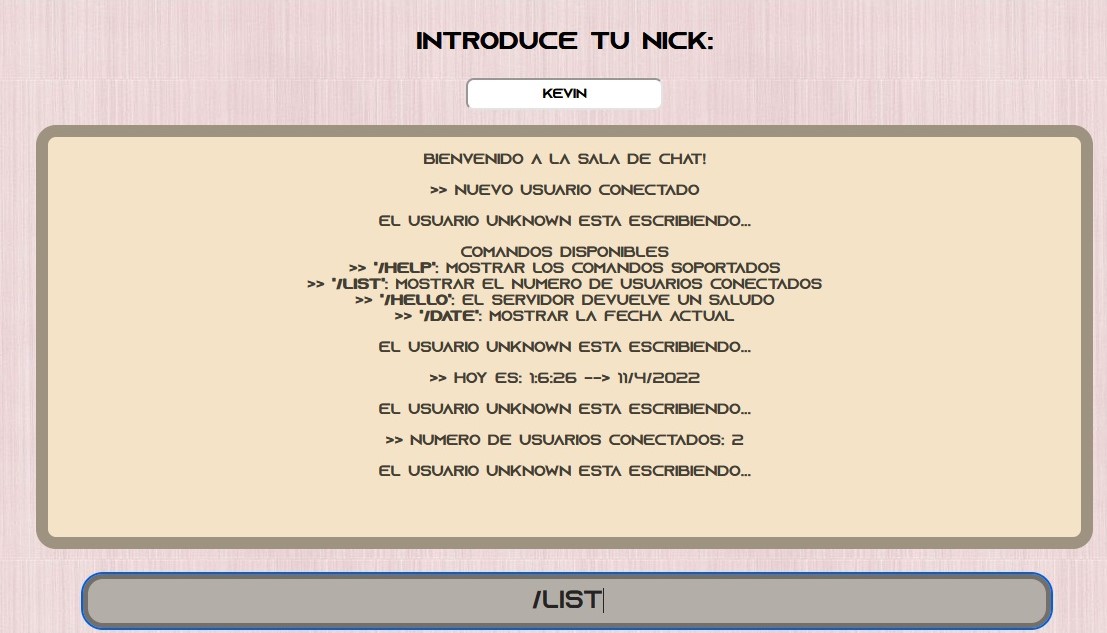 INTRODUCE TU NICK:
KEVIN
BIENVENIDO A LA SALA DE CHAT!
>> NUEVO USUARIO CONECTADO
EL USUARIO UNKNOWN ESTA ESCRIBIENDO...
COMANDOS DISPONIBLES
>> "/HELP": MOSTRAR LOS COMANDOS SOPORTADOS
>> "/LIST": MOSTRAR EL NUMERO DE USUARIOS CONECTADOS
>> "/HELLO": EL SERVIDOR DEVUELVE UN SALUDO
>> "/DATE": MOSTRAR LA FECHA ACTUAL
EL USUARIO UNKNOWN ESTA ESCRIBIENDO...
>> HOY ES: 1:6:26 --> 11/4/2022
EL USUARIO UNKNOWN ESTA ESCRIBIENDO...
>> NUMERO DE USUARIOS CONECTADOS: 2
EL USUARIO UNKNOWN ESTA ESCRIBIENDO...
/LIST